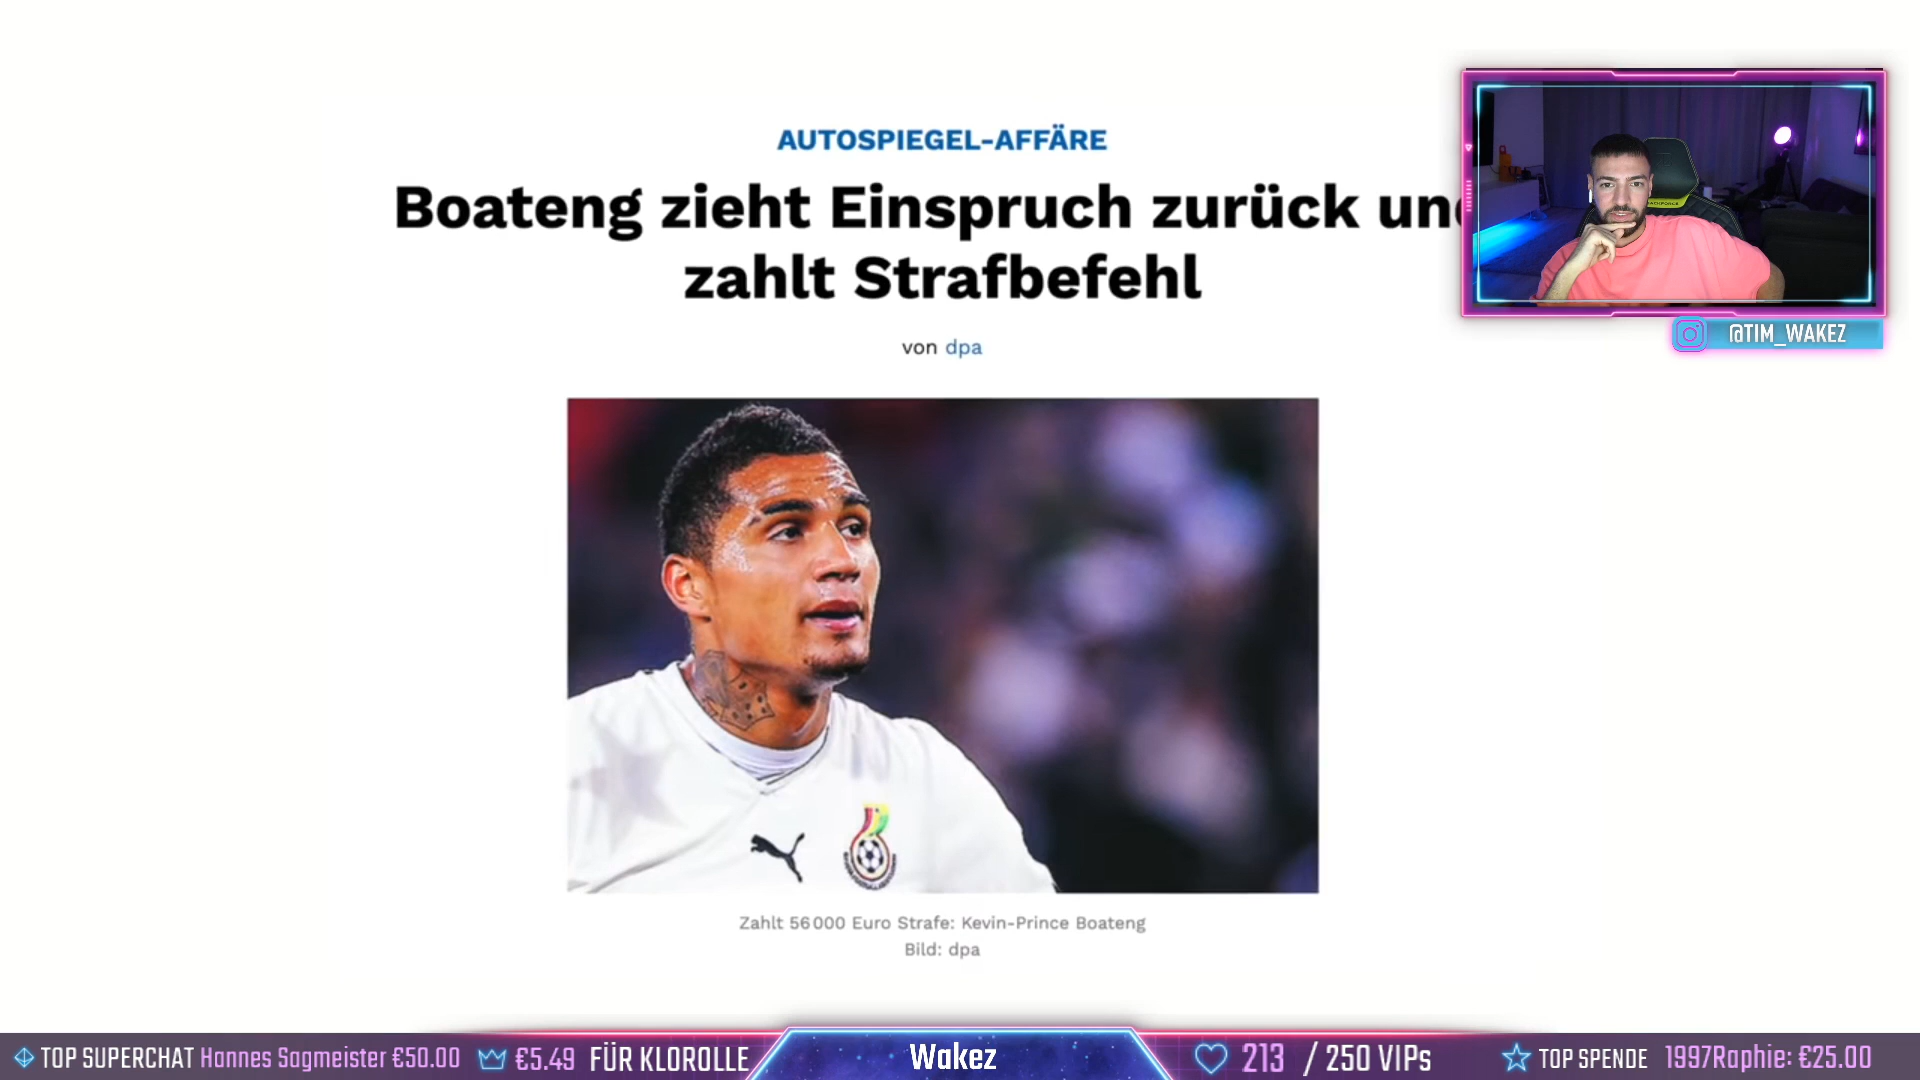 AUTOSPIEGEL-AFFÄRE
Boateng zieht Einspruch zurück un
zahlt Strafbefehl
von dpa
@TIM_WAKEZ
Zahlt 56 000 Euro Strafe: Kevin-Prince Boateng
Bild: dpa
TOP SUPERCHAT Hannes Sagmeister €50.00 €5.49 FÜR KLOROLLE Wakez 213 / 250 VIPs TOP SPENDE 1997Raphie: €25.00